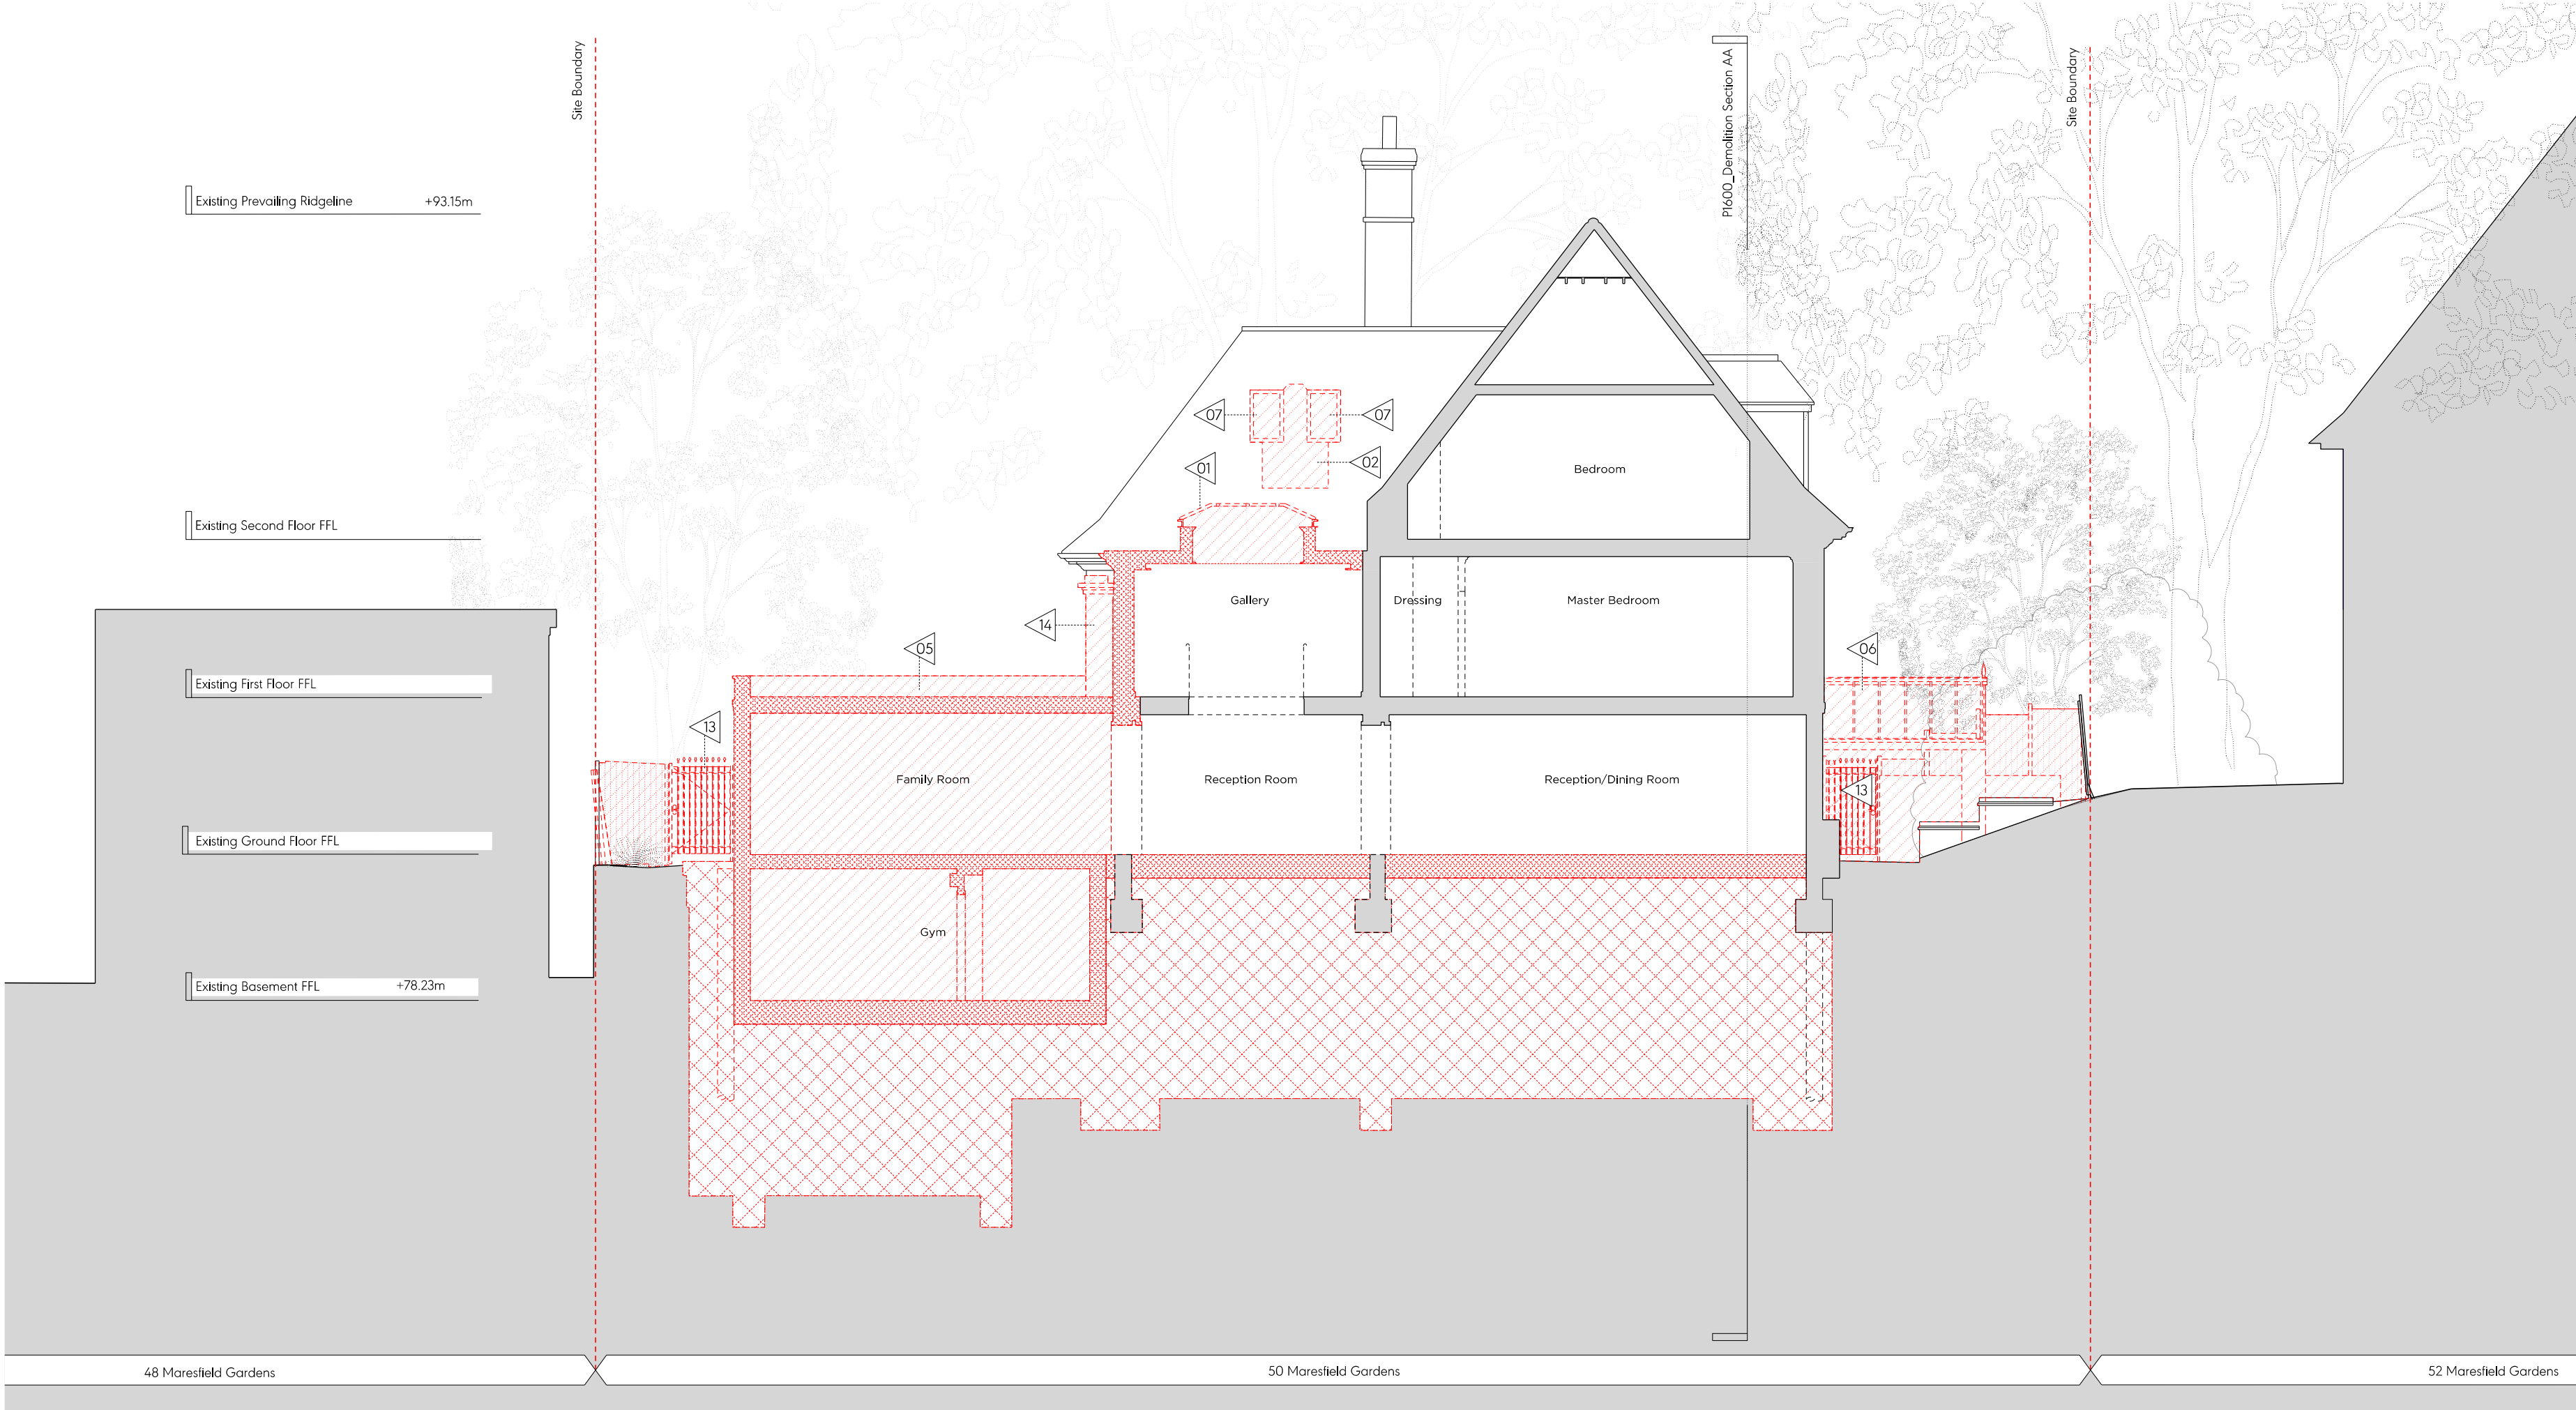 Site Boundary
P1600_Demolition Section AA
Site Boundary
Existing Prevailing Ridgeline +93.15m
07
07
02
01
Bedroom
Existing Second Floor FFL
Gallery
Dressing
Master Bedroom
14
05
06
Existing First Floor FFL
13
Family Room
Reception Room
Reception/Dining Room
13
Existing Ground Floor FFL
Gym
Existing Basement FFL +78.23m
48 Maresfield Gardens
50 Maresfield Gardens
52 Maresfield Gardens